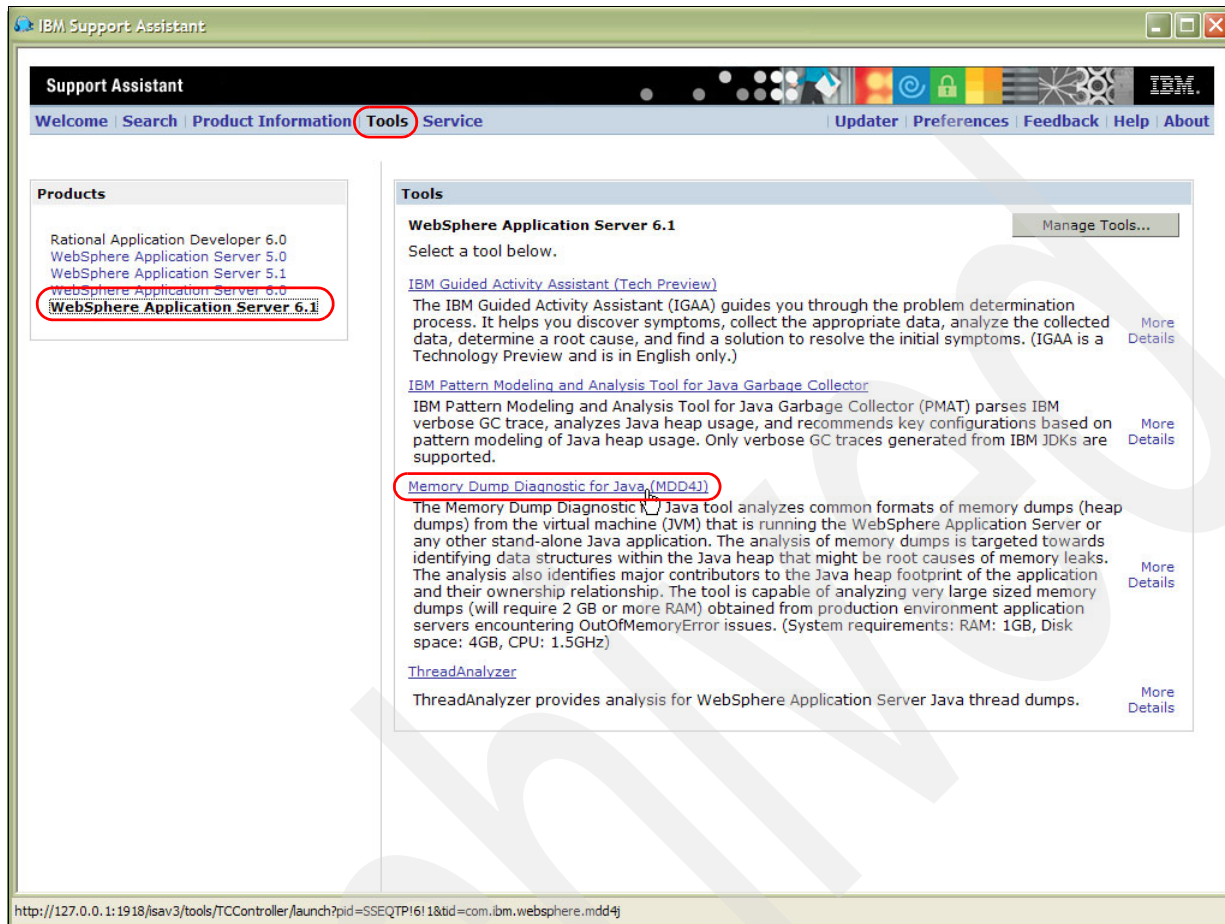 IBM Support Assistant
Support Assistant
IBM.
Welcome | Search | Product Information | Tools | Service
| Updater | Preferences | Feedback | Help | About
Products
Rational Application Developer 6.0
WebSphere Application Server 5.0
WebSphere Application Server 5.1
WebSphere Application Server 6.0
WebSphere Application Server 6.1
Tools
WebSphere Application Server 6.1
Manage Tools...
Select a tool below.
IBM Guided Activity Assistant (Tech Preview)
The IBM Guided Activity Assistant (IGAA) guides you through the problem determination
process. It helps you discover symptoms, collect the appropriate data, analyze the collected
data, determine a root cause, and find a solution to resolve the initial symptoms. (IGAA is a
Technology Preview and is in English only.)
More
Details
IBM Pattern Modeling and Analysis Tool for Java Garbage Collector
IBM Pattern Modeling and Analysis Tool for Java Garbage Collector (PMAT) parses IBM
verbose GC trace, analyzes Java heap usage, and recommends key configurations based on
pattern modeling of Java heap usage. Only verbose GC traces generated from IBM JDKs are
supported.
More
Details
Memory Dump Diagnostic for Java (MDD4J)
The Memory Dump Diagnostic Java tool analyzes common formats of memory dumps (heap
dumps) from the virtual machine (JVM) that is running the WebSphere Application Server or
any other stand-alone Java application. The analysis of memory dumps is targeted towards
identifying data structures within the Java heap that might be root causes of memory leaks.
The analysis also identifies major contributors to the Java heap footprint of the application
and their ownership relationship. The tool is capable of analyzing very large sized memory
dumps (will require 2 GB or more RAM) obtained from production environment application
servers encountering OutOfMemoryError issues. (System requirements: RAM: 1GB, Disk
space: 4GB, CPU: 1.5GHz)
More
Details
ThreadAnalyzer
ThreadAnalyzer provides analysis for WebSphere Application Server Java thread dumps.
More
Details
http://127.0.0.1:1918/isav3/tools/TCController/launch?pid=SSEQTP!6!1&tid=com.ibm.websphere.mdd4j